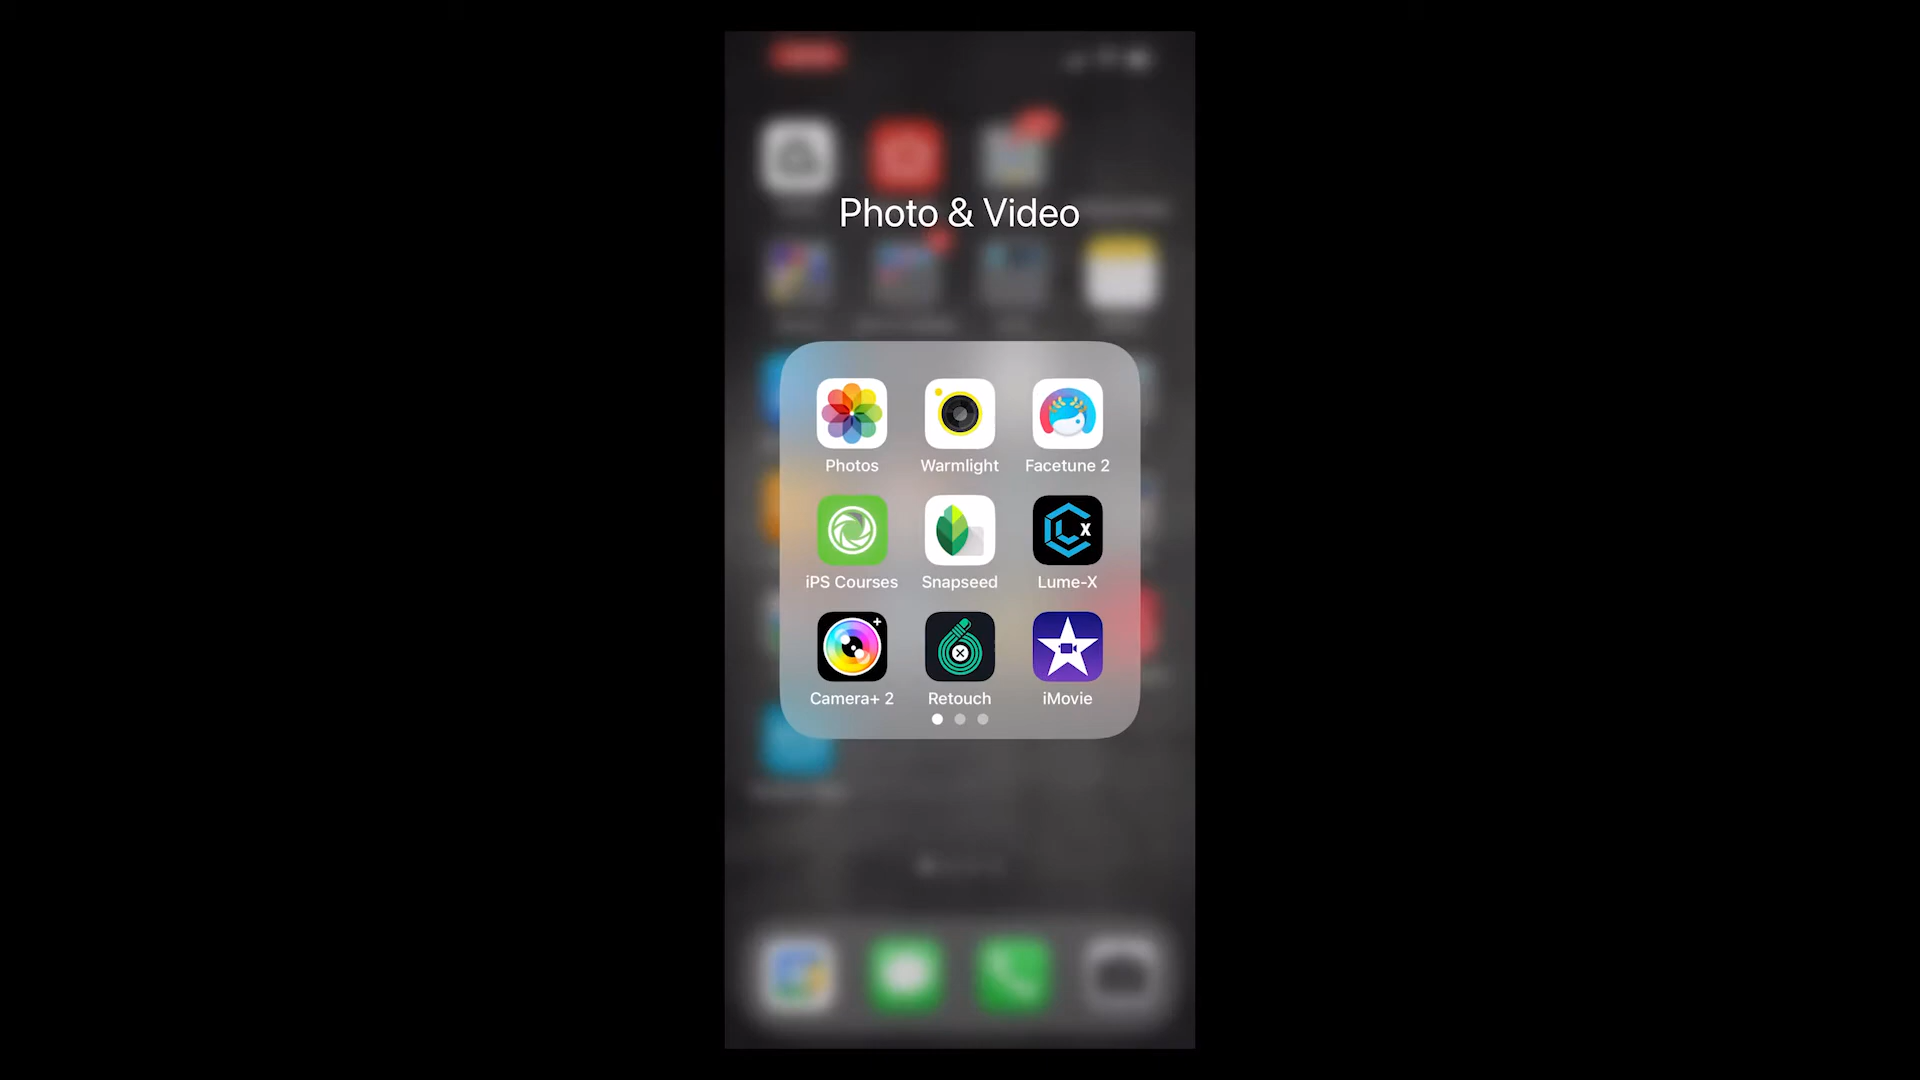 Photo & Video
Photos Warmlight Facetune 2
iPS Courses Snapseed Lume-X
Camera+ 2 Retouch iMovie